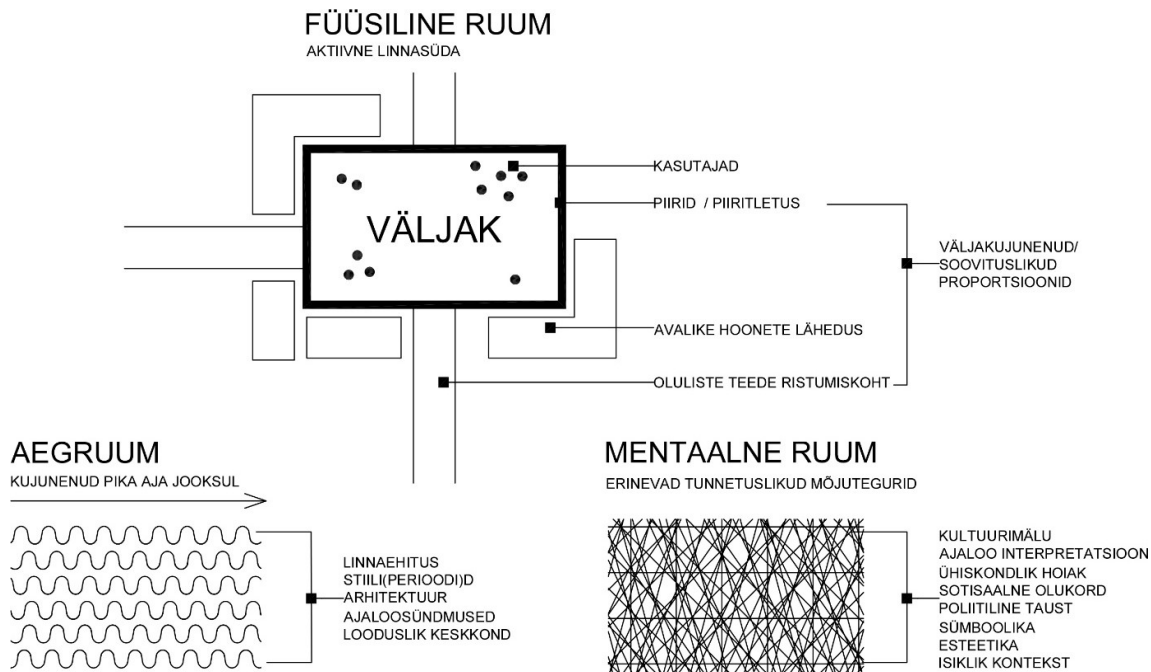 FÜÜSILINE RUUM
AKTIIVNE LINNASÜDA
VÄLJAK
KASUTAJAD
PIIRID / PIIRITLETUS
VÄLJAKUJUNENUD/
SOOVITUSLIKUD
PROPORTSIOONID
AVALIKE HOONETE LÄHEDUS
OLULISTE TEEDE RISTUMISKOHT
AEGRUUM
KUJUNENUD PIKA AJA JOOKSUL
LINNAEHITUS
STIILI(PERIOODI)D
ARHITEKTUUR
AJALOOSÜNDMUSED
LOODUSLIK KESKKOND
MENTAALNE RUUM
ERINEVAD TUNNETUSLIKUD MÕJUTEGURID
KULTUURIMÄLU
AJALOO INTERPRETATSIOON
ÜHISKONDLIK HOIAK
SOTISAALNE OLUKORD
POLIITILINE TAUST
SÜMBOOLIKA
ESTEETIKA
ISIKLIK KONTEKST